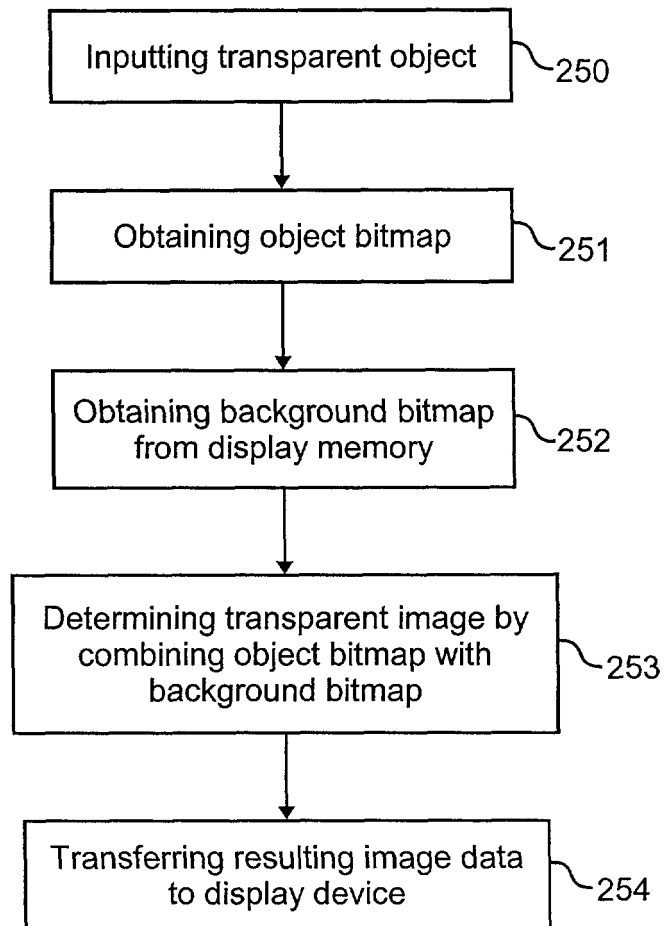 Inputting transparent object
250
Obtaining object bitmap
251
Obtaining background bitmap
from display memory
252
Determining transparent image by
combining object bitmap with
background bitmap
253
Transferring resulting image data
to display device
254